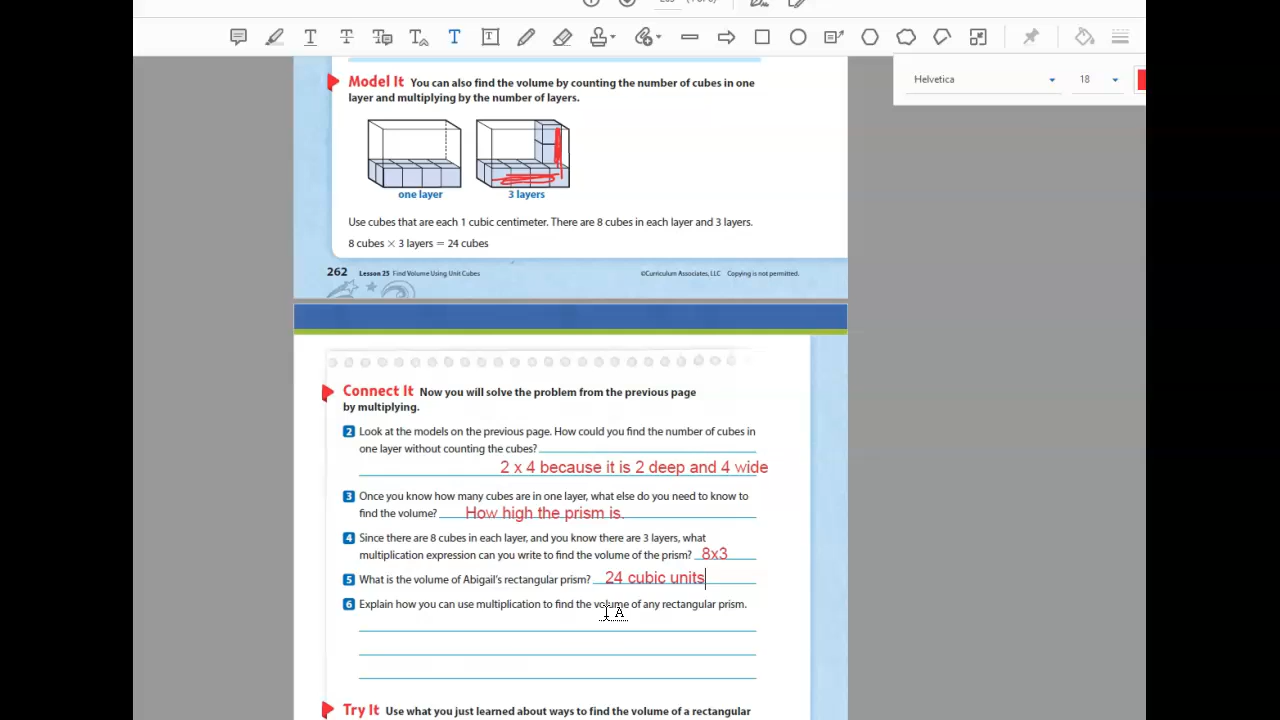 Helvetica
18
Model It You can also find the volume by counting the number of cubes in one
layer and multiplying by the number of layers.
one layer
3 layers
Use cubes that are each 1 cubic centimeter. There are 8 cubes in each layer and 3 layers.
8 cubes × 3 layers = 24 cubes
262 Lesson 25 Find Volume Using Unit Cubes
©Curriculum Associates, LLC Copying is not permitted.
Connect It Now you will solve the problem from the previous page
by multiplying.
2 Look at the models on the previous page. How could you find the number of cubes in
one layer without counting the cubes?
2 x 4 because it is 2 deep and 4 wide
3 Once you know how many cubes are in one layer, what else do you need to know to
find the volume? How high the prism is.
4 Since there are 8 cubes in each layer, and you know there are 3 layers, what
multiplication expression can you write to find the volume of the prism? 8x3
5 What is the volume of Abigail's rectangular prism? 24 cubic units
6 Explain how you can use multiplication to find the volume of any rectangular prism.
Try It Use what you just learned about ways to find the volume of a rectangular